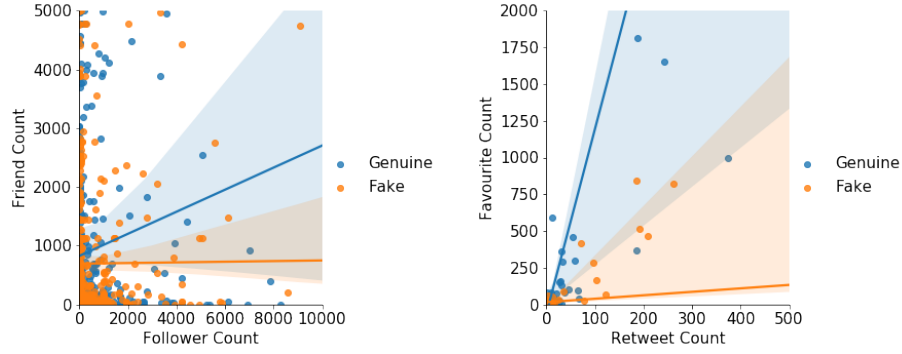 5000
4000
3000
2000
1000
0
Friend Count
0 2000 4000 6000 8000 10000
Follower Count
Genuine
Fake
2000
1750
1500
1250
1000
750
500
250
0
Favourite Count
0 100 200 300 400 500
Retweet Count
Genuine
Fake